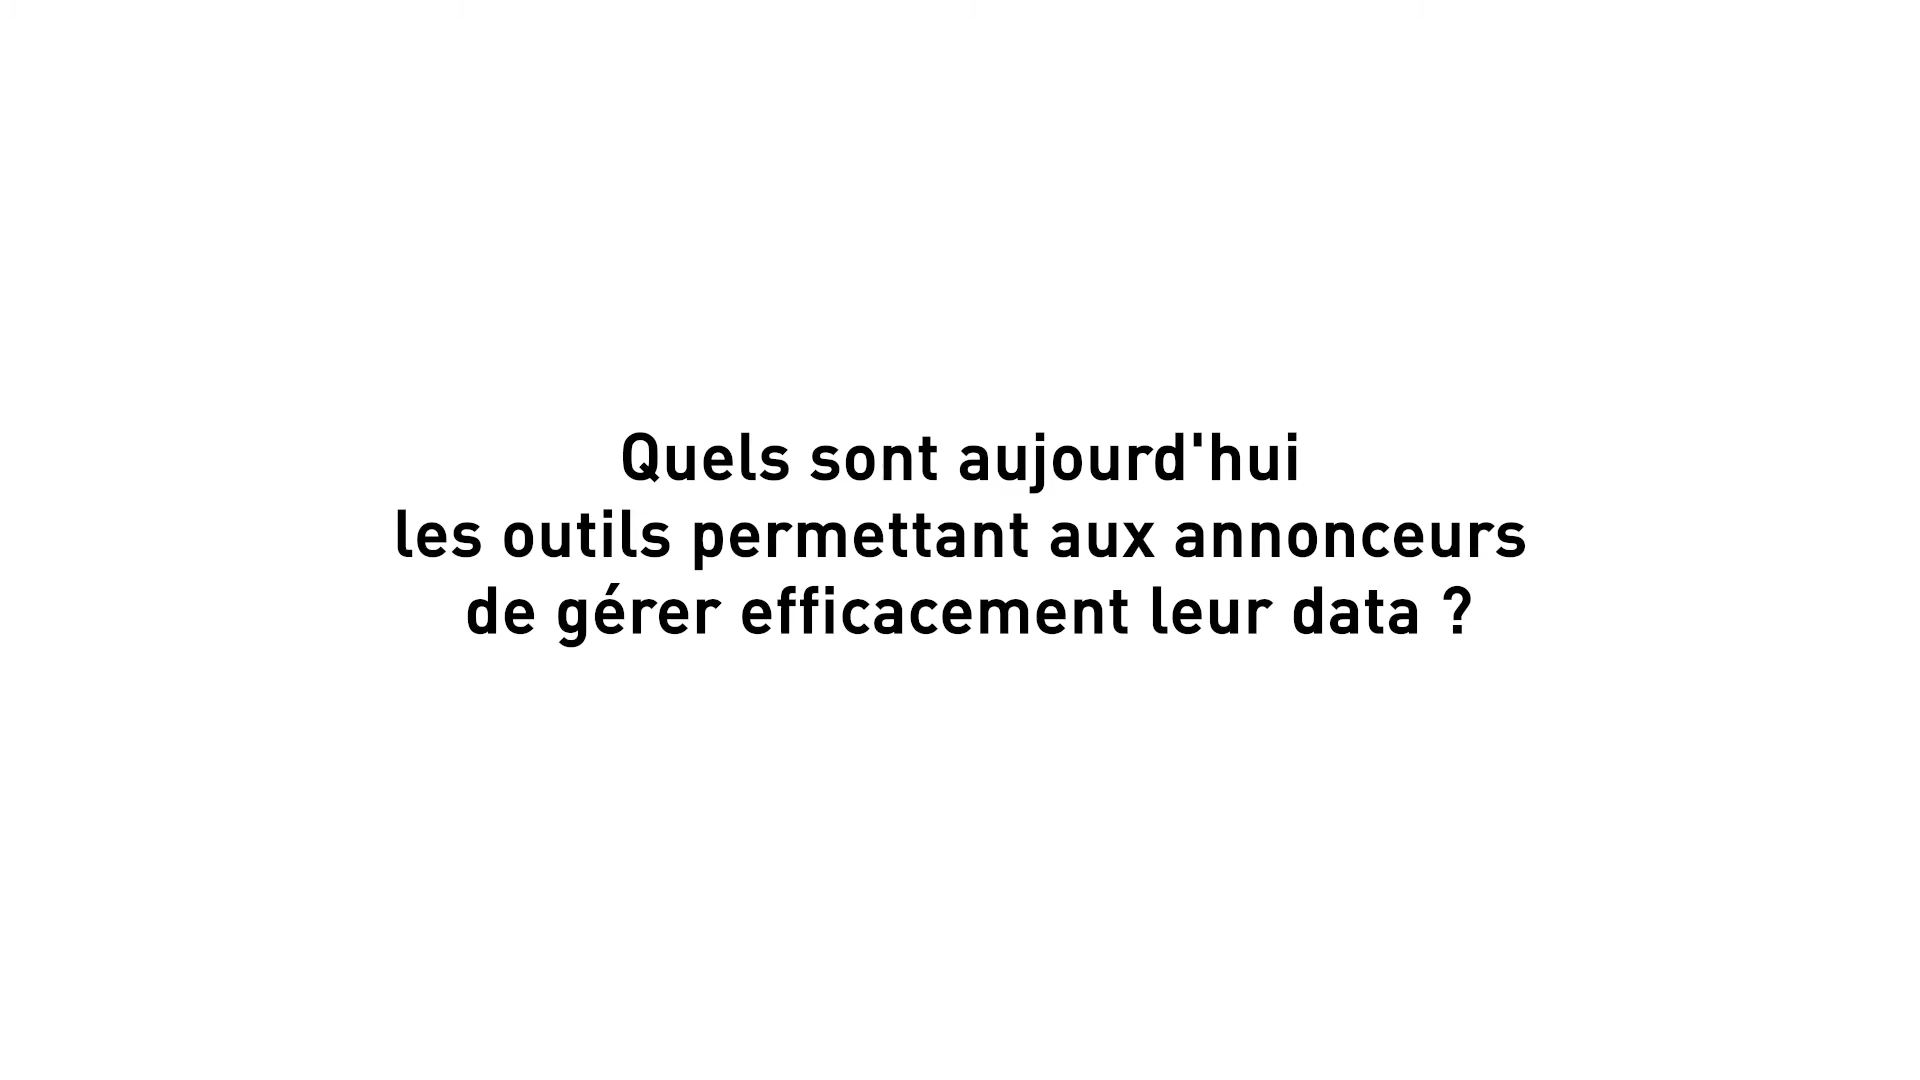 Quels sont aujourd'hui
les outils permettant aux annonceurs
de gérer efficacement leur data ?